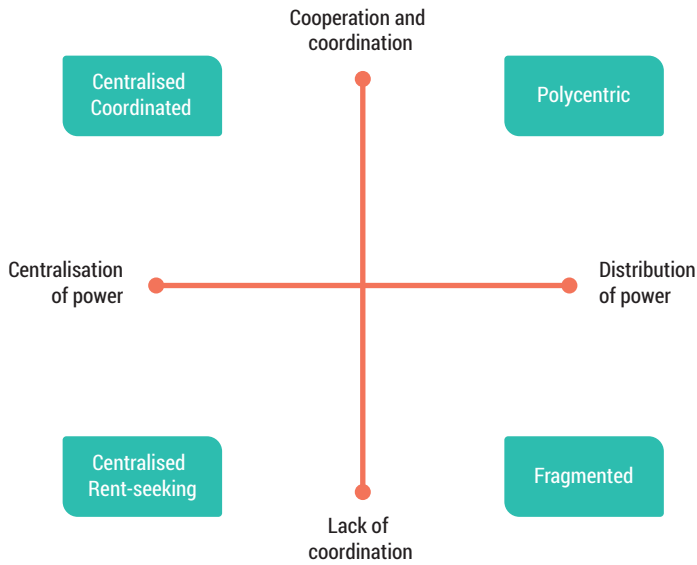 Cooperation and
coordination
Centralised
Coordinated
Polycentric
Centralisation
of power
Distribution
of power
Centralised
Rent-seeking
Fragmented
Lack of
coordination